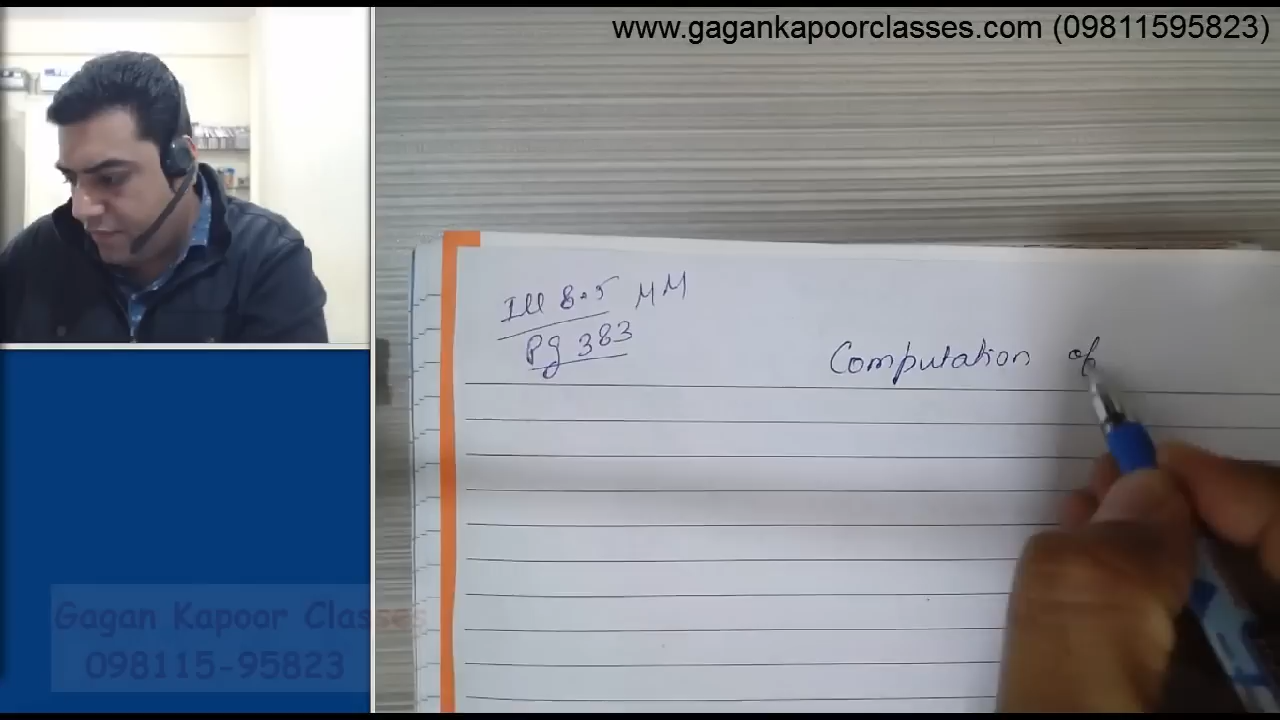 www.gagankapoorclasses.com (09811595823)
Ill 8.5 MM
Pg 383
Computation of
Gagan Kapoor Classes
098115-95823